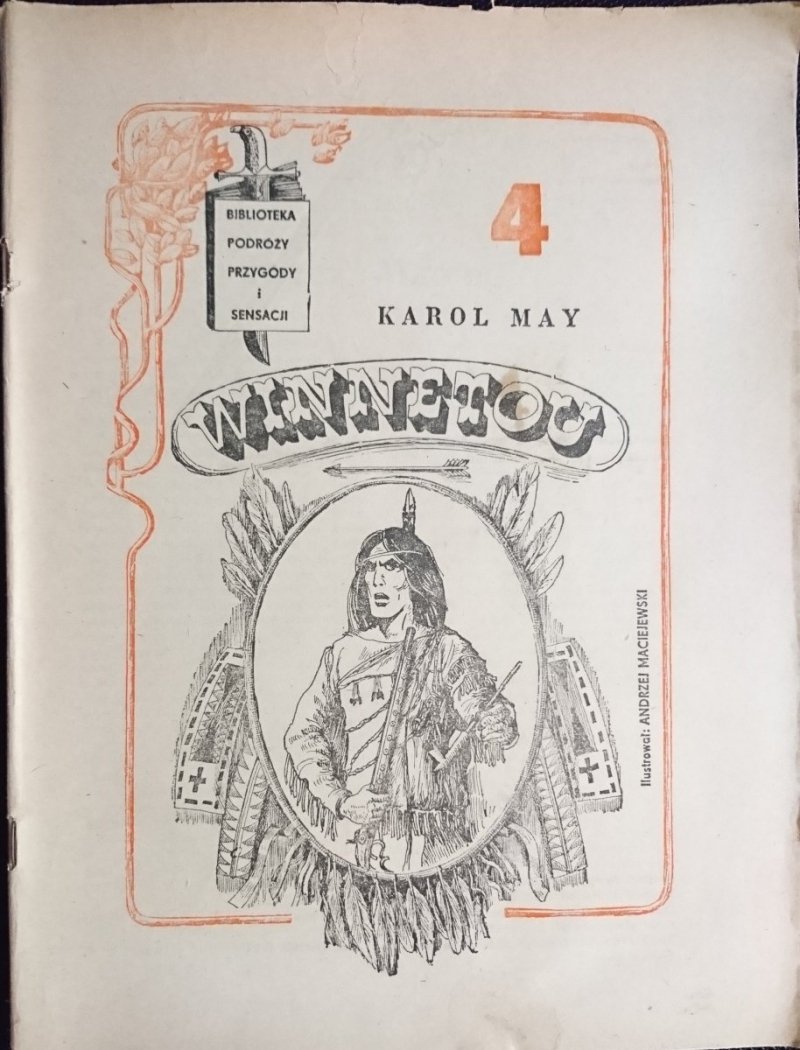 BIBLIOTEKA
PODRÓŻY
PRZYGODY
i
SENSACJI
4
KAROL MAY
WINNETOU
Ilustrował: ANDRZEJ MACIEJEWSKI